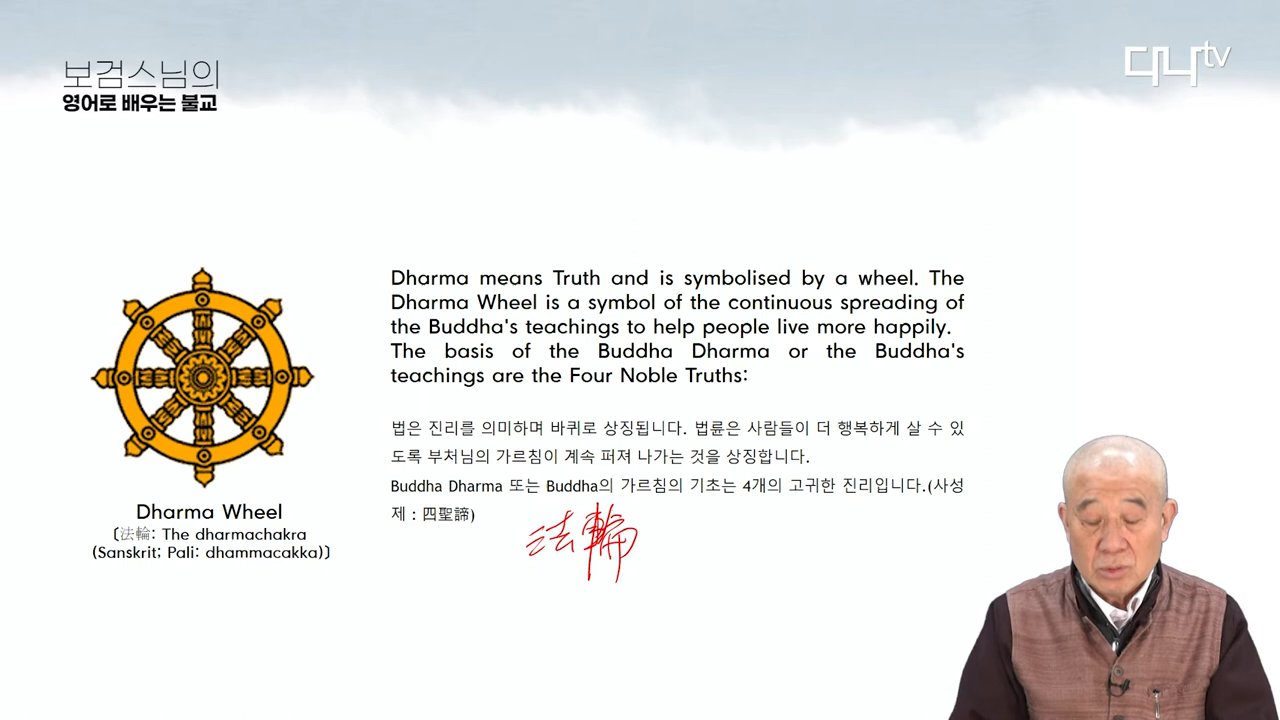 보검스님의
영어로 배우는 불교
tv
Dharma means Truth and is symbolised by a wheel. The
Dharma Wheel is a symbol of the continuous spreading of
the Buddha's teachings to help people live more happily.
The basis of the Buddha Dharma or the Buddha's
teachings are the Four Noble Truths:
법은 진리를 의미하며 바퀴로 상징됩니다. 법륜은 사람들이 더 행복하게 살 수 있
도록 부처님의 가르침이 계속 퍼져 나가는 것을 상징합니다.
Buddha Dharma 또는 Buddha의 가르침의 기초는 4개의 고귀한 진리입니다.(사성
제 : 四聖諦)
法輪
Dharma Wheel
〔法輪: The dharmachakra
(Sanskrit; Pali: dhammacakka)〕